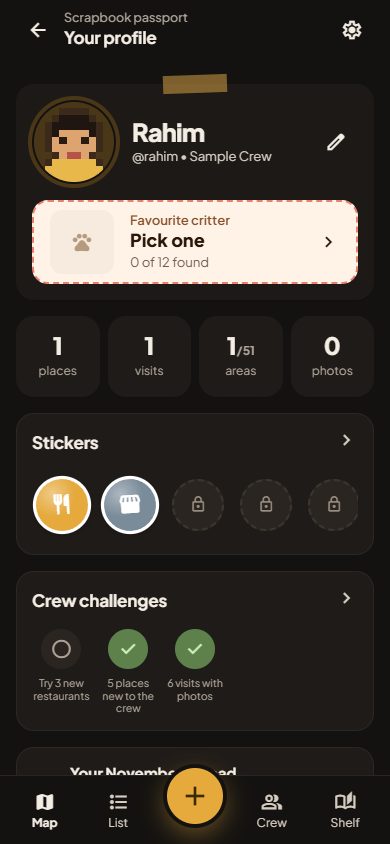 Scrapbook passport
Your profile
Rahim
@rahim • Sample Crew
Favourite critter
Pick one
0 of 12 found
1
places
1
visits
1/51
areas
0
photos
Stickers
Crew challenges
Try 3 new
restaurants
5 places
new to the
crew
6 visits with
photos
Your
Map
List
Crew
Shelf